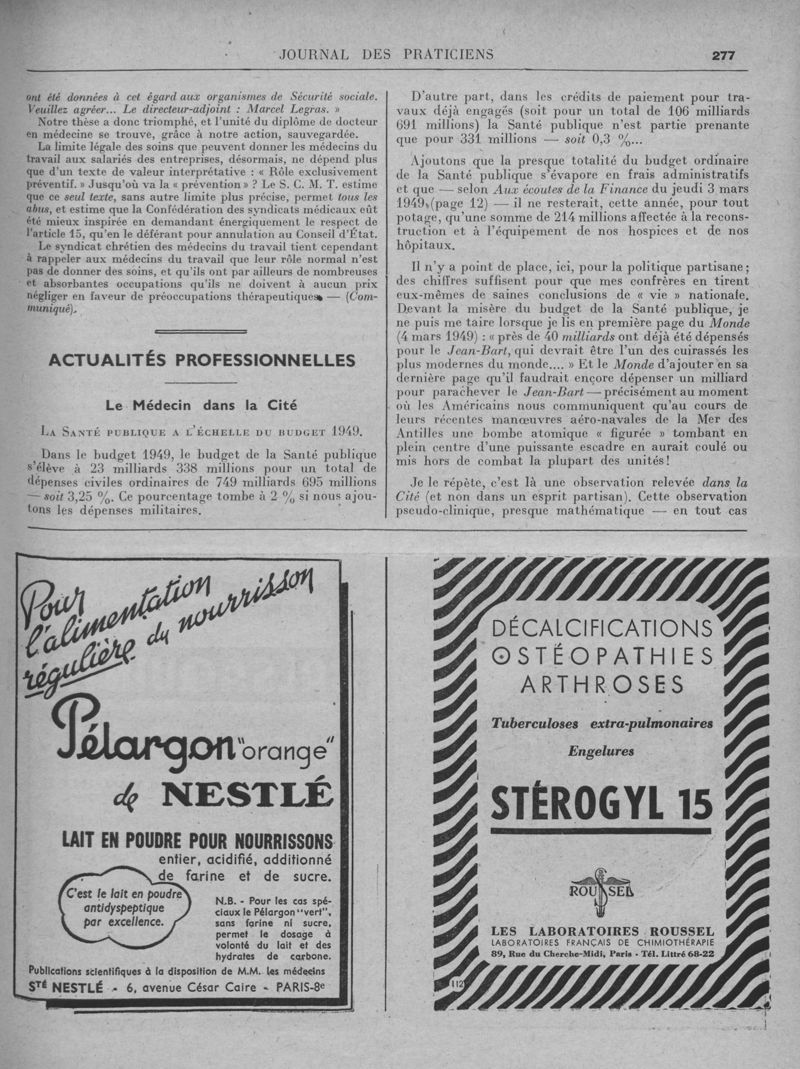 JOURNAL DES PRATICIENS
277
ont été données à cet égard aux organismes de Sécurité sociale.
Veuillez agréer... Le directeur-adjoint : Marcel Legras. »
Notre thèse a donc triomphé, et l'unité du diplôme de docteur
en médecine se trouve, grâce à notre action, sauvegardée.
La limite légale des soins que peuvent donner les médecins du
travail aux salariés des entreprises, désormais, ne dépend plus
que d'un texte de valeur interprétative : « Rôle exclusivement
préventif. » Jusqu'où va la « prévention » ? Le S. C. M. T. estime
que ce seul texte, sans autre limite plus précise, permet tous les
abus, et estime que la Confédération des syndicats médicaux eût
été mieux inspirée en demandant énergiquement le respect de
l'article 15, qu'en le déférant pour annulation au Conseil d'État.
Le syndicat chrétien des médecins du travail tient cependant
à rappeler aux médecins du travail que leur rôle normal n'est
pas de donner des soins, et qu'ils ont par ailleurs de nombreuses
et absorbantes occupations qu'ils ne doivent à aucun prix
négliger en faveur de préoccupations thérapeutiques. — (Com-
muniqué).
ACTUALITÉS PROFESSIONNELLES
Le Médecin dans la Cité
La Santé publique a l'échelle du budget 1949.
Dans le budget 1949, le budget de la Santé publique
s'élève à 23 milliards 338 millions pour un total de
dépenses civiles ordinaires de 749 milliards 695 millions
— soit 3,25 %. Ce pourcentage tombe à 2 % si nous ajou-
tons les dépenses militaires.
D'autre part, dans les crédits de paiement pour tra-
vaux déjà engagés (soit pour un total de 106 milliards
691 millions) la Santé publique n'est partie prenante
que pour 331 millions — soit 0,3 %...
Ajoutons que la presque totalité du budget ordinaire
de la Santé publique s'évapore en frais administratifs
et que — selon Aux écoutes de la Finance du jeudi 3 mars
1949, (page 12) — il ne resterait, cette année, pour tout
potage, qu'une somme de 214 millions affectée à la recons-
truction et à l'équipement de nos hospices et de nos
hôpitaux.
Il n'y a point de place, ici, pour la politique partisane ;
des chiffres suffisent pour que mes confrères en tirent
eux-mêmes de saines conclusions de « vie » nationale.
Devant la misère du budget de la Santé publique, je
ne puis me taire lorsque je lis en première page du Monde
(4 mars 1949) : « près de 40 milliards ont déjà été dépensés
pour le Jean-Bart, qui devrait être l'un des cuirassés les
plus modernes du monde.... » Et le Monde d'ajouter en sa
dernière page qu'il faudrait encore dépenser un milliard
pour parachever le Jean-Bart — précisément au moment
où les Américains nous communiquent qu'au cours de
leurs récentes manœuvres aéro-navales de la Mer des
Antilles une bombe atomique « figurée » tombant en
plein centre d'une puissante escadre en aurait coulé ou
mis hors de combat la plupart des unités !
Je le répète, c'est là une observation relevée dans la
Cité (et non dans un esprit partisan). Cette observation
pseudo-clinique, presque mathématique — en tout cas
Pour
l'alimentation
régulière du nourrisson
Pélargon "orange"
de NESTLÉ
LAIT EN POUDRE POUR NOURRISSONS
entier, acidifié, additionné
de farine et de sucre.
C'est le lait en poudre
antidyspeptique
par excellence.
N.B. - Pour les cas spé-
ciaux le Pélargon "vert",
sans farine ni sucre,
permet le dosage à
volonté du lait et des
hydrates de carbone.
Publications scientifiques à la disposition de M.M. les médecins
Sté NESTLÉ - 6, avenue César Caire - PARIS-8e
DÉCALCIFICATIONS
OSTÉOPATHIES
ARTHROSES
Tuberculoses extra-pulmonaires
Engelures
STÉROGYL 15
ROUSSEL
LES LABORATOIRES ROUSSEL
LABORATOIRES FRANÇAIS DE CHIMIOTHÉRAPIE
89, Rue du Cherche-Midi, Paris - Tél. Littré 68-22
112